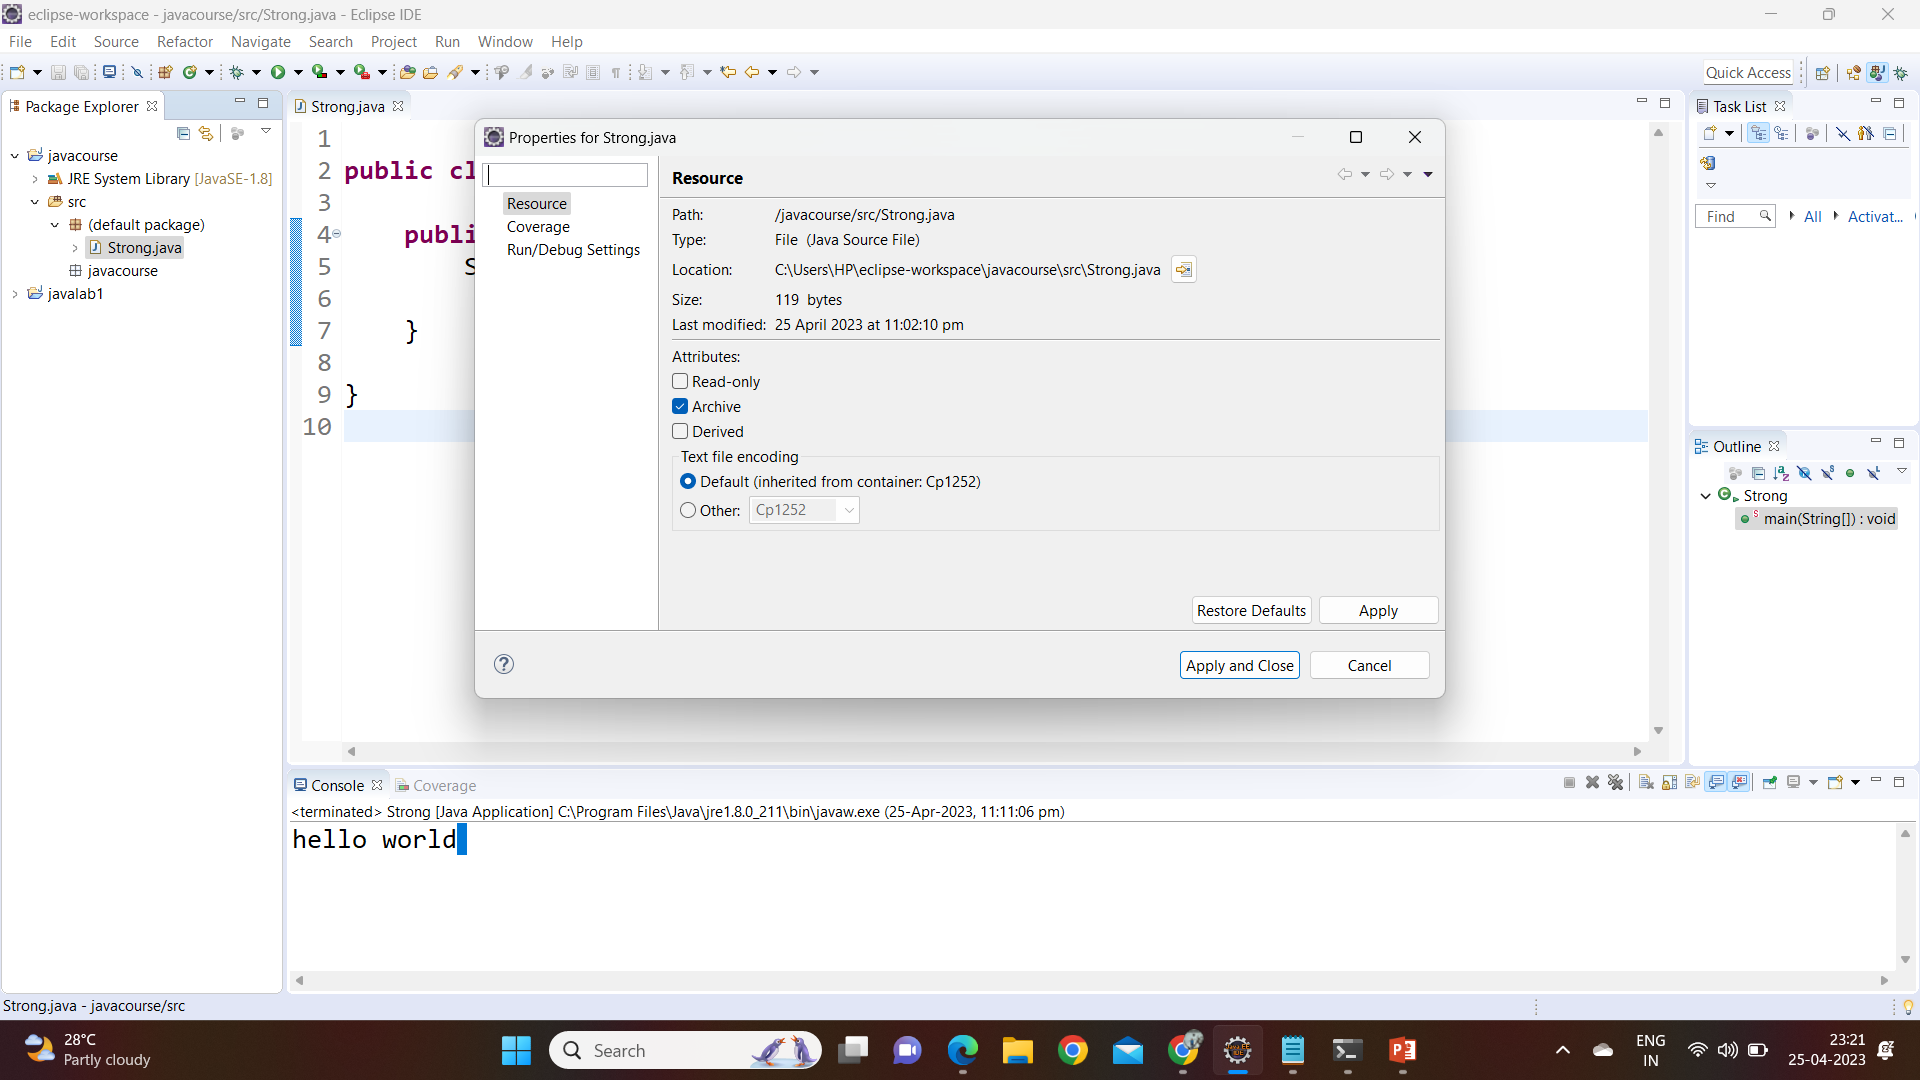 eclipse-workspace - javacourse/src/Strong.java - Eclipse IDE
File Edit Source Refactor Navigate Search Project Run Window Help
Quick Access
Package Explorer
javacourse
JRE System Library [JavaSE-1.8]
src
(default package)
Strong.java
javacourse
javalab1
Strong.java
1
2 public cl
3
4 publi
5 S
6
7 }
8
9 }
10
Properties for Strong.java
Resource
Coverage
Run/Debug Settings
Resource
Path: /javacourse/src/Strong.java
Type: File (Java Source File)
Location: C:\Users\HP\eclipse-workspace\javacourse\src\Strong.java
Size: 119 bytes
Last modified: 25 April 2023 at 11:02:10 pm
Attributes:
Read-only
Archive
Derived
Text file encoding
Default (inherited from container: Cp1252)
Other: Cp1252
Restore Defaults Apply
Apply and Close Cancel
Task List
Find All Activat...
Outline
Strong
main(String[]) : void
Console Coverage
<terminated> Strong [Java Application] C:\Program Files\Java\jre1.8.0_211\bin\javaw.exe (25-Apr-2023, 11:11:06 pm)
hello world
Strong.java - javacourse/src
28°C
Partly cloudy
Search
ENG
IN
23:21
25-04-2023